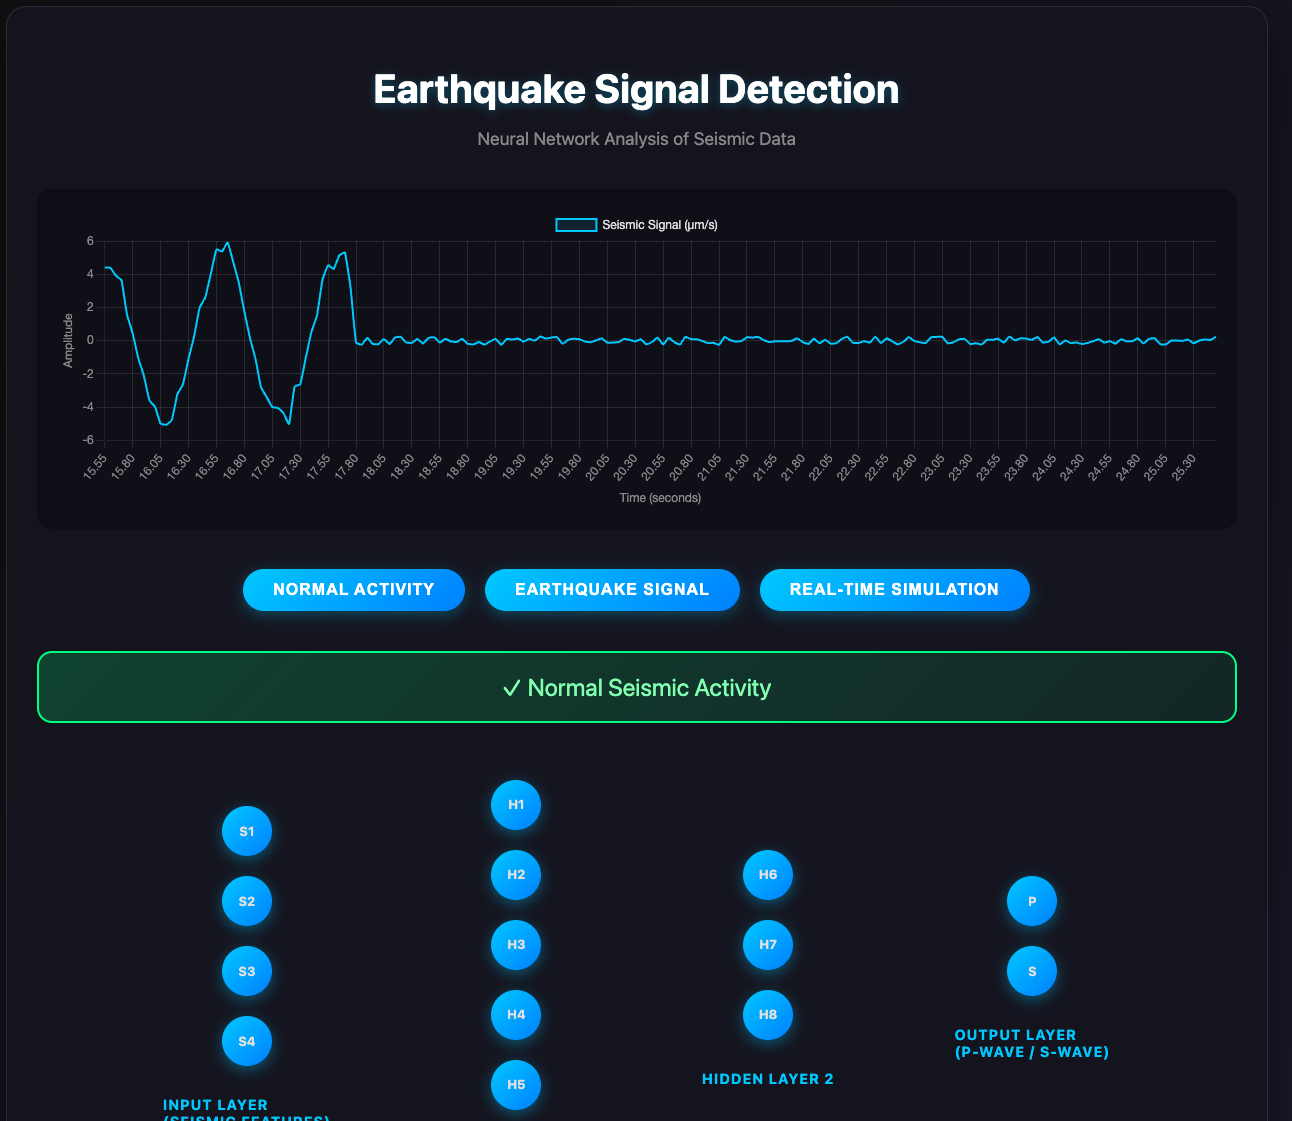 Earthquake Signal Detection
Neural Network Analysis of Seismic Data
Seismic Signal (μm/s)
6
4
2
0
-2
-4
-6
Amplitude
15.55 15.80 16.05 16.30 16.55 16.80 17.05 17.30 17.55 17.80 18.05 18.30 18.55 18.80 19.05 19.30 19.55 19.80 20.05 20.30 20.55 20.80 21.05 21.30 21.55 21.80 22.05 22.30 22.55 22.80 23.05 23.30 23.55 23.80 24.05 24.30 24.55 24.80 25.05 25.30
Time (seconds)
NORMAL ACTIVITY
EARTHQUAKE SIGNAL
REAL-TIME SIMULATION
✓ Normal Seismic Activity
S1
S2
S3
S4
INPUT LAYER
(SEISMIC FEATURES)
H1
H2
H3
H4
H5
H6
H7
H8
HIDDEN LAYER 2
P
S
OUTPUT LAYER
(P-WAVE / S-WAVE)